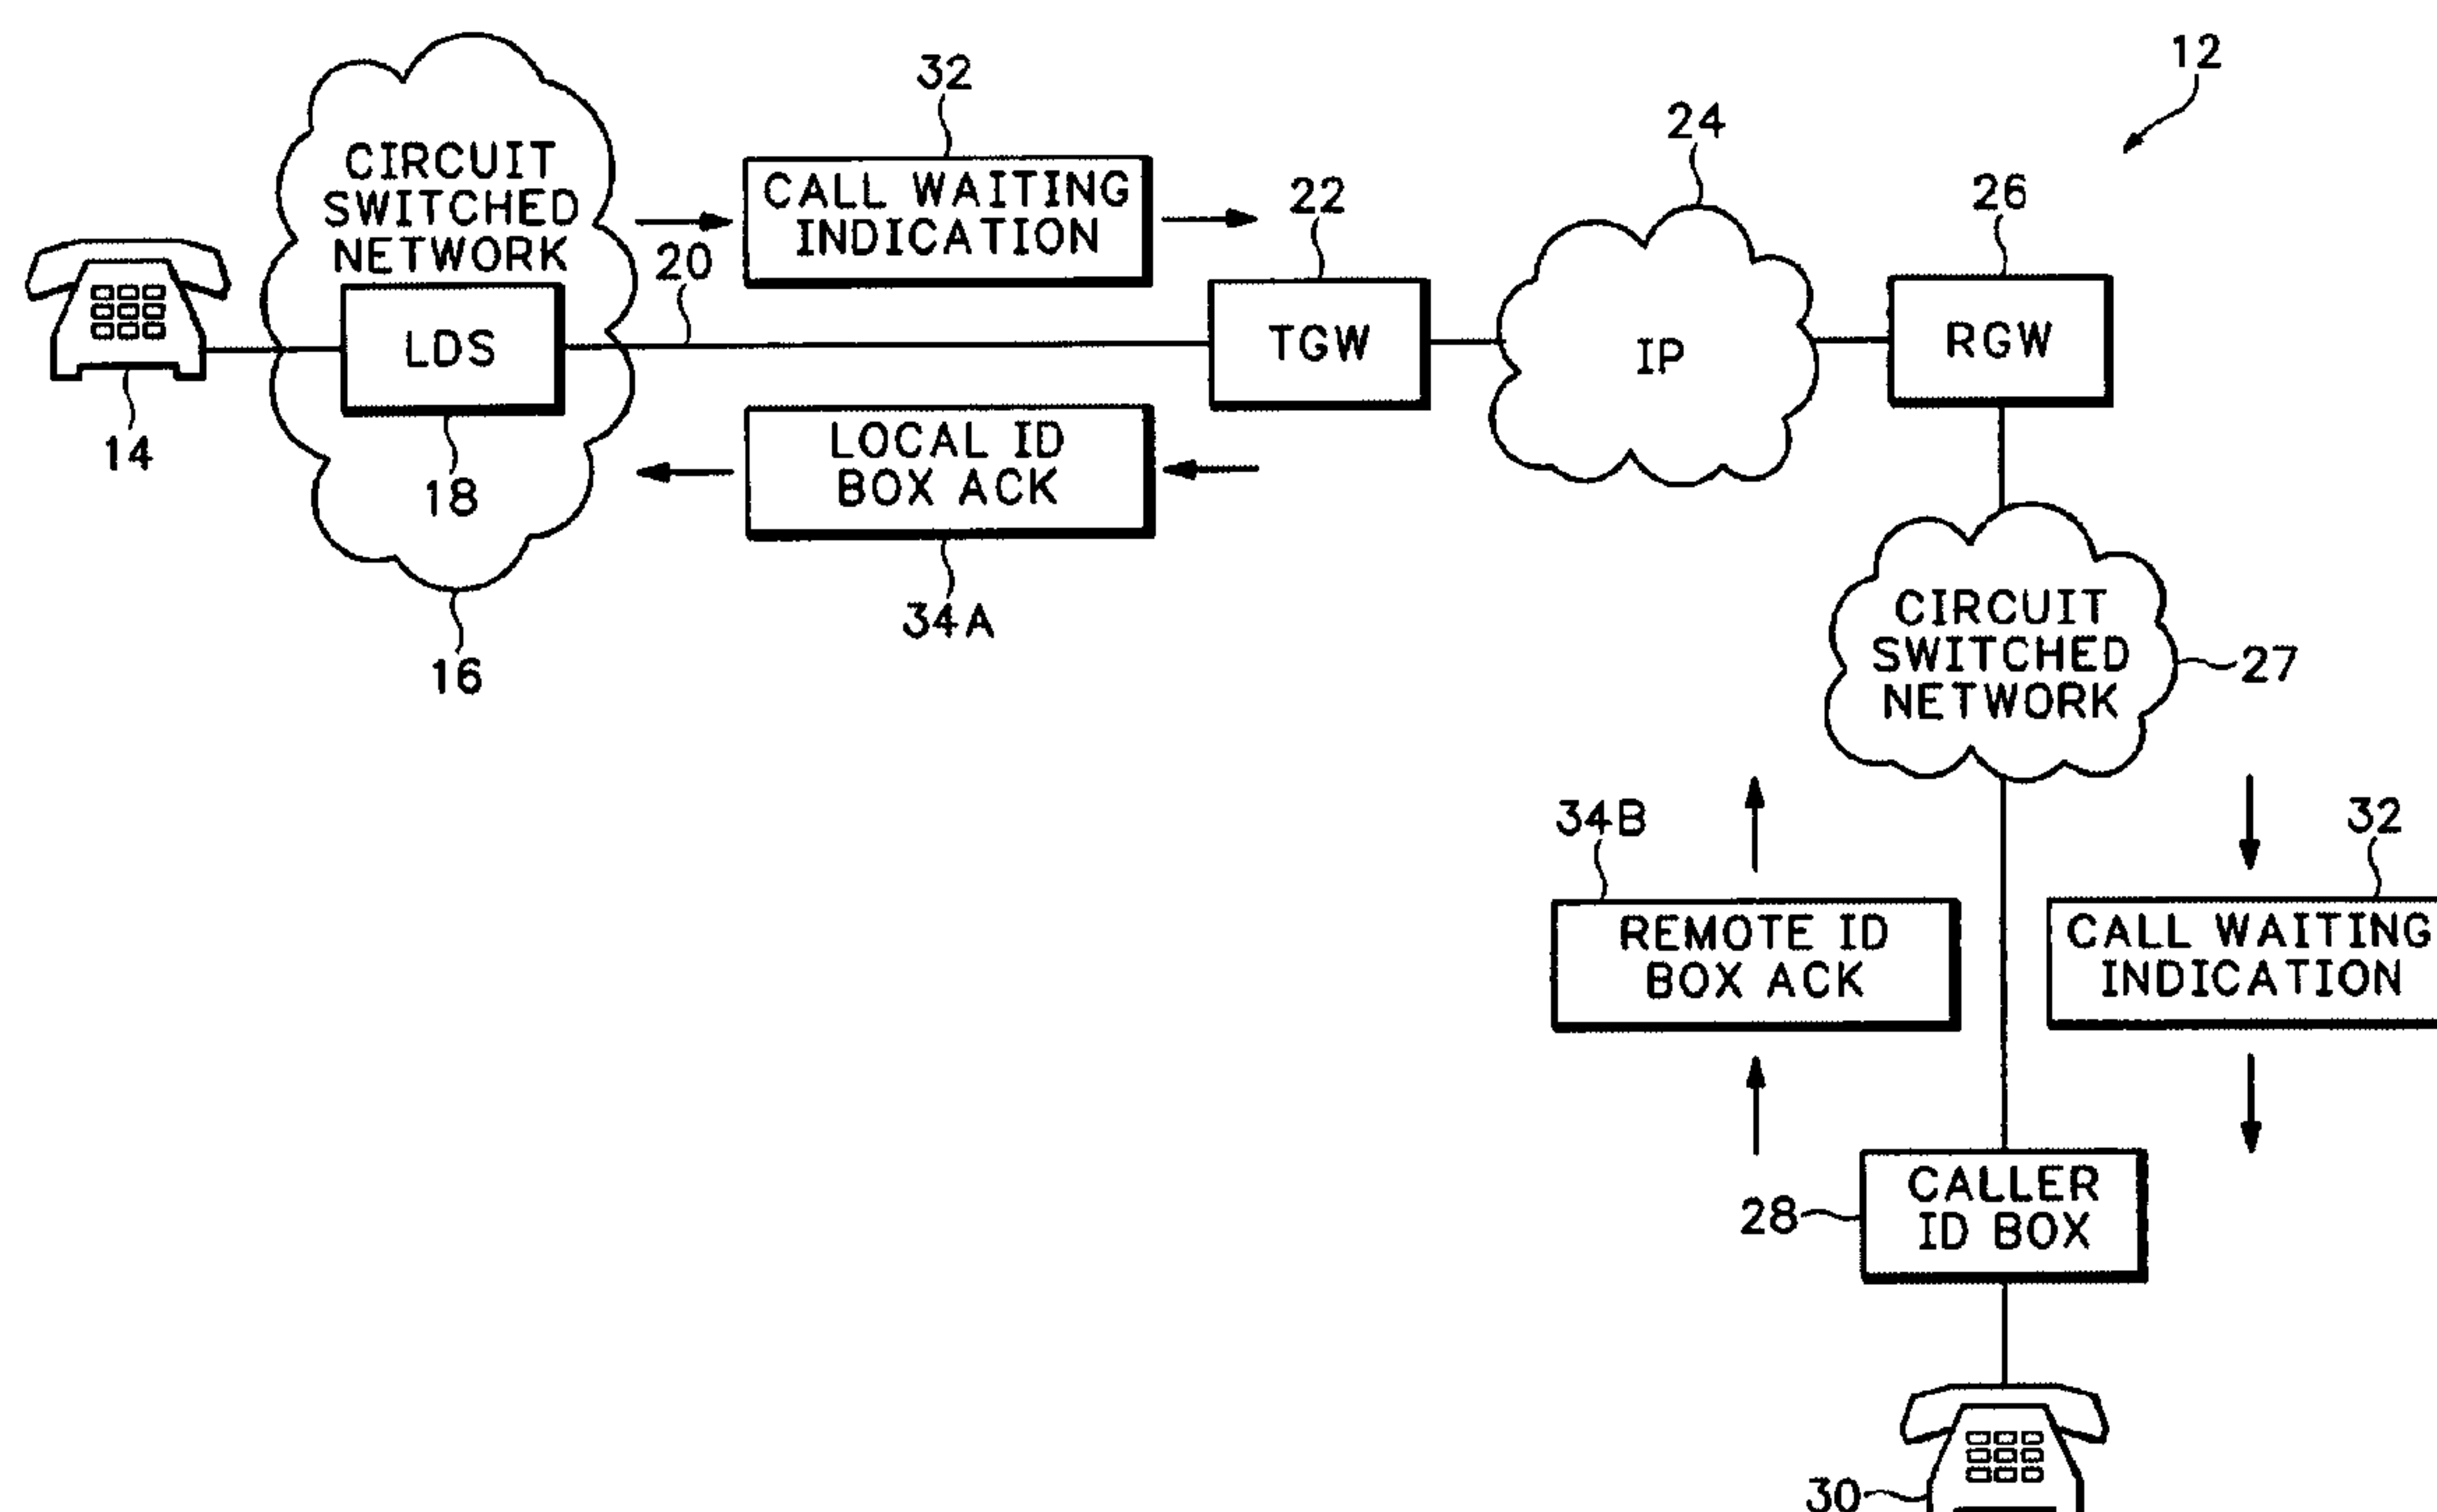 12
32
24
CIRCUIT
SWITCHED
NETWORK
CALL WAITING
INDICATION
22
26
20
LDS
TGW
IP
RGW
14
18
LOCAL ID
BOX ACK
34A
16
CIRCUIT
SWITCHED
NETWORK
27
34B
32
REMOTE ID
BOX ACK
CALL WAITING
INDICATION
28
CALLER
ID BOX
30